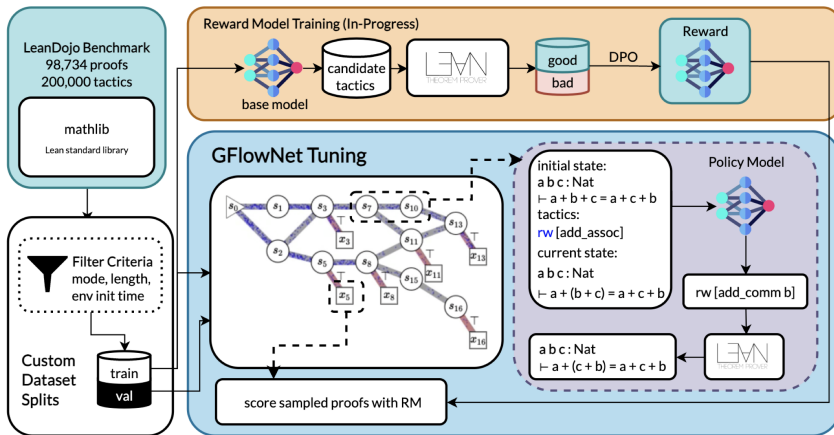 LeanDojo Benchmark
98,734 proofs
200,000 tactics
mathlib
Lean standard library
Filter Criteria
mode, length,
env init time
Custom
Dataset
Splits
train
val
Reward Model Training (In-Progress)
base model
candidate
tactics
LEAN
THEOREM PROVER
good
bad
DPO
Reward
GFlowNet Tuning
s₀
s₁
s₃
s₇
s₁₀
s₁₃
⊤
x₃
s₂
s₅
s₈
s₁₁
⊤
x₁₃
⊤
x₅
⊤
x₈
⊤
x₁₁
s₁₅
s₁₆
⊤
x₁₆
score sampled proofs with RM
initial state:
a b c : Nat
⊢ a + b + c = a + c + b
tactics:
rw [add_assoc]
current state:
a b c : Nat
⊢ a + (b + c) = a + c + b
Policy Model
rw [add_comm b]
LEAN
THEOREM PROVER
a b c : Nat
⊢ a + (c + b) = a + c + b